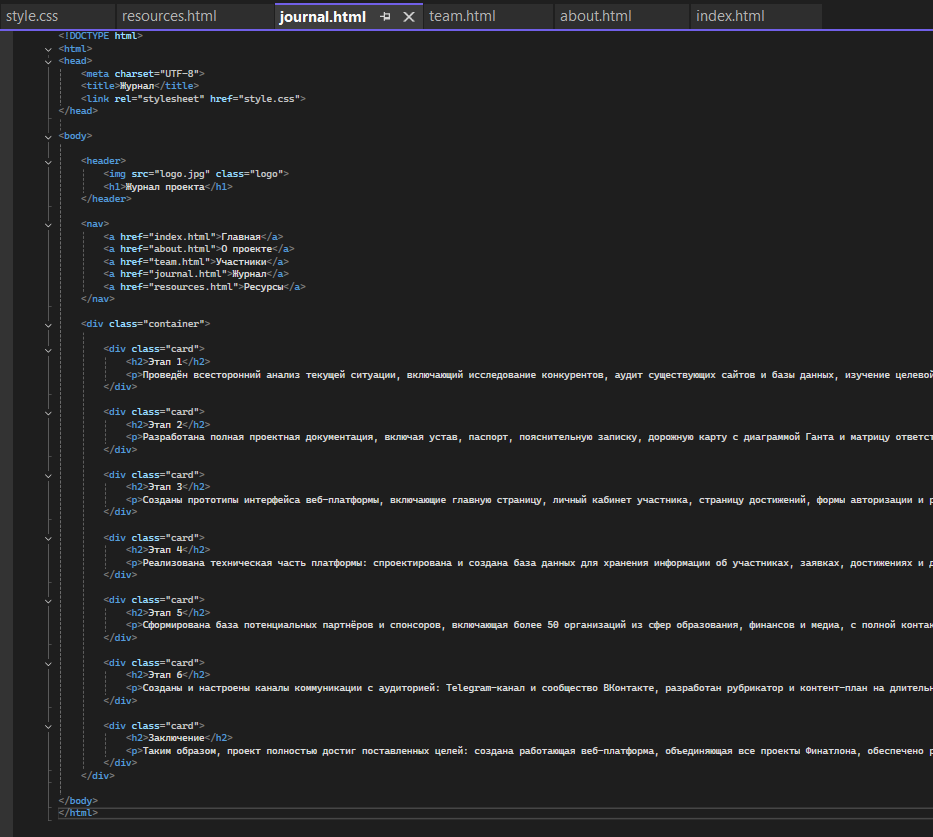 style.css resources.html journal.html team.html about.html index.html
<!DOCTYPE html>
<html>
<head>
<meta charset="UTF-8">
<title>Журнал</title>
<link rel="stylesheet" href="style.css">
</head>
<body>
<header>
<img src="logo.jpg" class="logo">
<h1>Журнал проекта</h1>
</header>
<nav>
<a href="index.html">Главная</a>
<a href="about.html">О проекте</a>
<a href="team.html">Участники</a>
<a href="journal.html">Журнал</a>
<a href="resources.html">Ресурсы</a>
</nav>
<div class="container">
<div class="card">
<h2>Этап 1</h2>
<p>Проведён всесторонний анализ текущей ситуации, включающий исследование конкурентов, аудит существующих сайтов и базы данных, изучение целевой
</div>
<div class="card">
<h2>Этап 2</h2>
<p>Разработана полная проектная документация, включая устав, паспорт, пояснительную записку, дорожную карту с диаграммой Ганта и матрицу ответст
</div>
<div class="card">
<h2>Этап 3</h2>
<p>Созданы прототипы интерфейса веб-платформы, включающие главную страницу, личный кабинет участника, страницу достижений, формы авторизации и р
</div>
<div class="card">
<h2>Этап 4</h2>
<p>Реализована техническая часть платформы: спроектирована и создана база данных для хранения информации об участниках, заявках, достижениях и д
</div>
<div class="card">
<h2>Этап 5</h2>
<p>Сформирована база потенциальных партнёров и спонсоров, включающая более 50 организаций из сфер образования, финансов и медиа, с полной контак
</div>
<div class="card">
<h2>Этап 6</h2>
<p>Созданы и настроены каналы коммуникации с аудиторией: Telegram-канал и сообщество ВКонтакте, разработан рубрикатор и контент-план на длительн
</div>
<div class="card">
<h2>Заключение</h2>
<p>Таким образом, проект полностью достиг поставленных целей: создана работающая веб-платформа, объединяющая все проекты Финатлона, обеспечено р
</div>
</div>
</body>
</html>